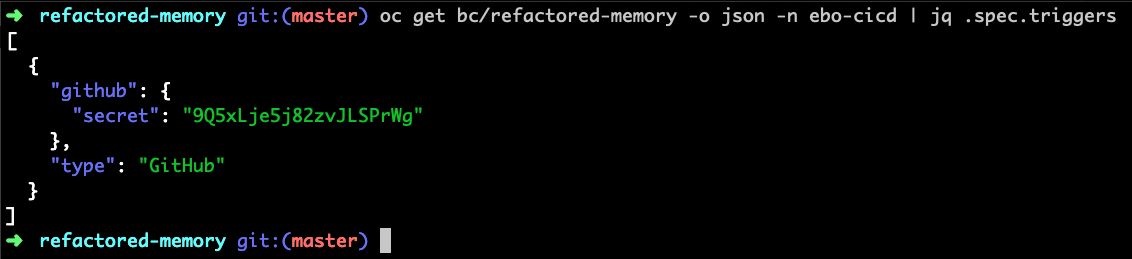 ➜ refactored-memory git:(master) oc get bc/refactored-memory -o json -n ebo-cicd | jq .spec.triggers
[
  {
    "github": {
      "secret": "9Q5xLje5j82zvJLSPrWg"
    },
    "type": "GitHub"
  }
]
➜ refactored-memory git:(master)